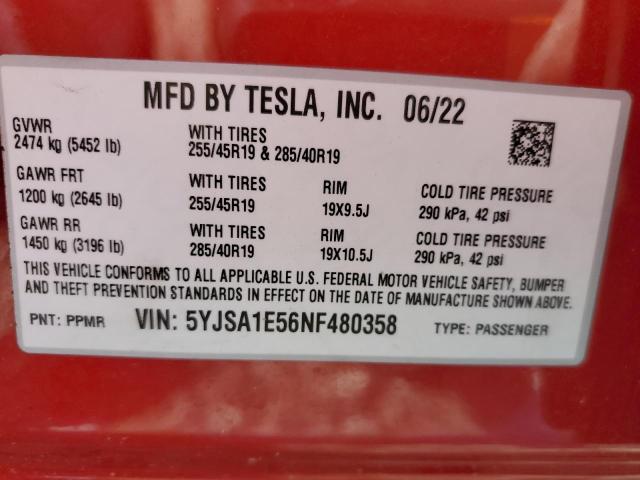 MFD BY TESLA, INC. 06/22
GVWR
2474 kg (5452 lb)
WITH TIRES
255/45R19 & 285/40R19
GAWR FRT
1200 kg (2645 lb)
WITH TIRES
255/45R19
RIM
19X9.5J
COLD TIRE PRESSURE
290 kPa, 42 psi
GAWR RR
1450 kg (3196 lb)
WITH TIRES
285/40R19
RIM
19X10.5J
COLD TIRE PRESSURE
290 kPa, 42 psi
THIS VEHICLE CONFORMS TO ALL APPLICABLE U.S. FEDERAL MOTOR VEHICLE SAFETY, BUMPER
AND THEFT PREVENTION STANDARDS IN EFFECT ON THE DATE OF MANUFACTURE SHOWN ABOVE.
PNT: PPMR VIN: 5YJSA1E56NF480358 TYPE: PASSENGER